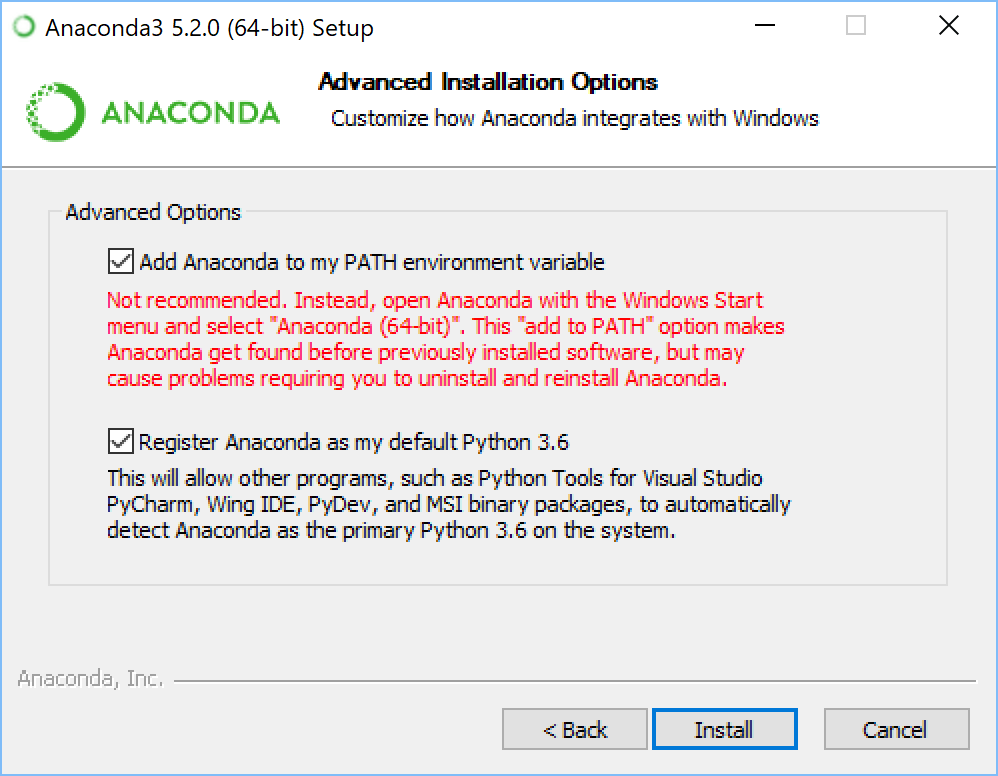 Anaconda3 5.2.0 (64-bit) Setup
ANACONDA
Advanced Installation Options
Customize how Anaconda integrates with Windows
Advanced Options
Add Anaconda to my PATH environment variable
Not recommended. Instead, open Anaconda with the Windows Start
menu and select "Anaconda (64-bit)". This "add to PATH" option makes
Anaconda get found before previously installed software, but may
cause problems requiring you to uninstall and reinstall Anaconda.
Register Anaconda as my default Python 3.6
This will allow other programs, such as Python Tools for Visual Studio
PyCharm, Wing IDE, PyDev, and MSI binary packages, to automatically
detect Anaconda as the primary Python 3.6 on the system.
Anaconda, Inc.
< Back
Install
Cancel